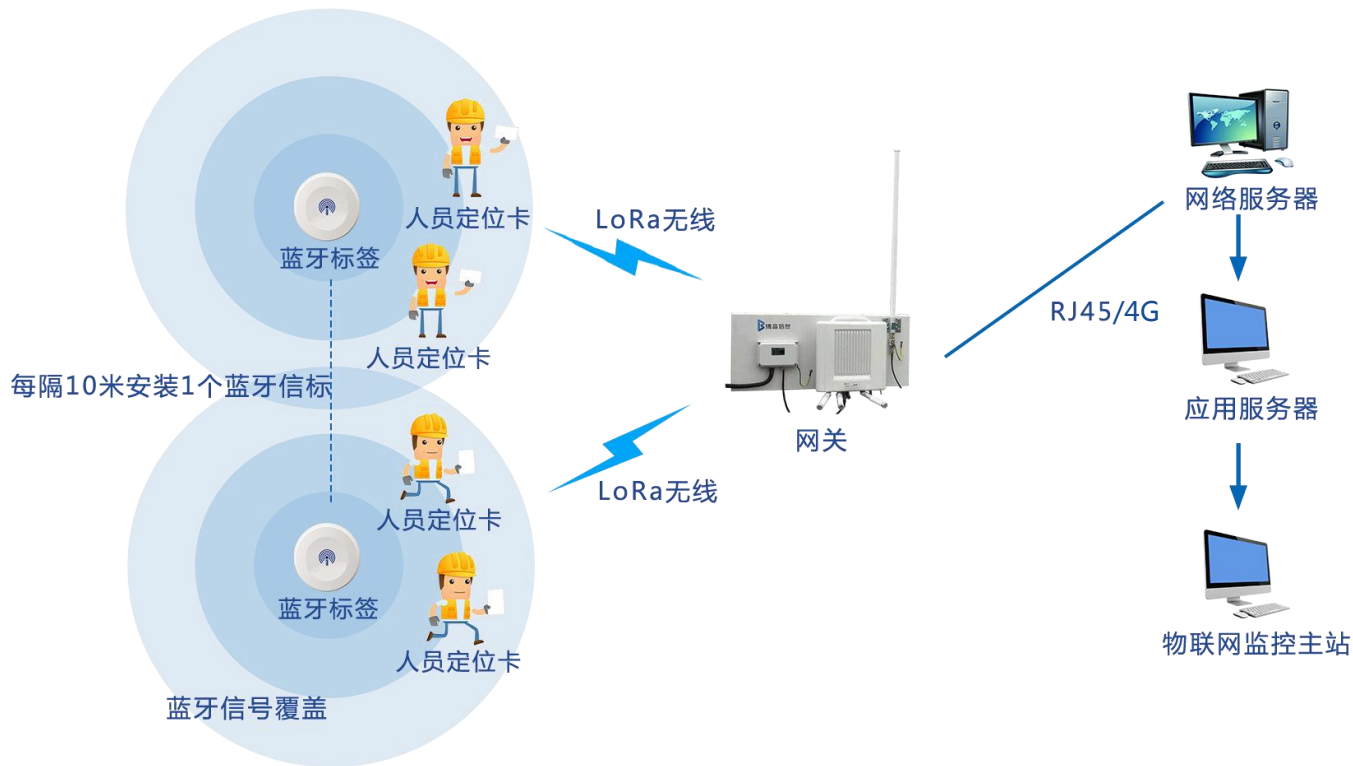 人员定位卡
LoRa无线
网络服务器
蓝牙标签
人员定位卡
RJ45/4G
博晶信息
每隔10米安装1个蓝牙信标
应用服务器
网关
LoRa无线
人员定位卡
蓝牙标签
物联网监控主站
人员定位卡
蓝牙信号覆盖